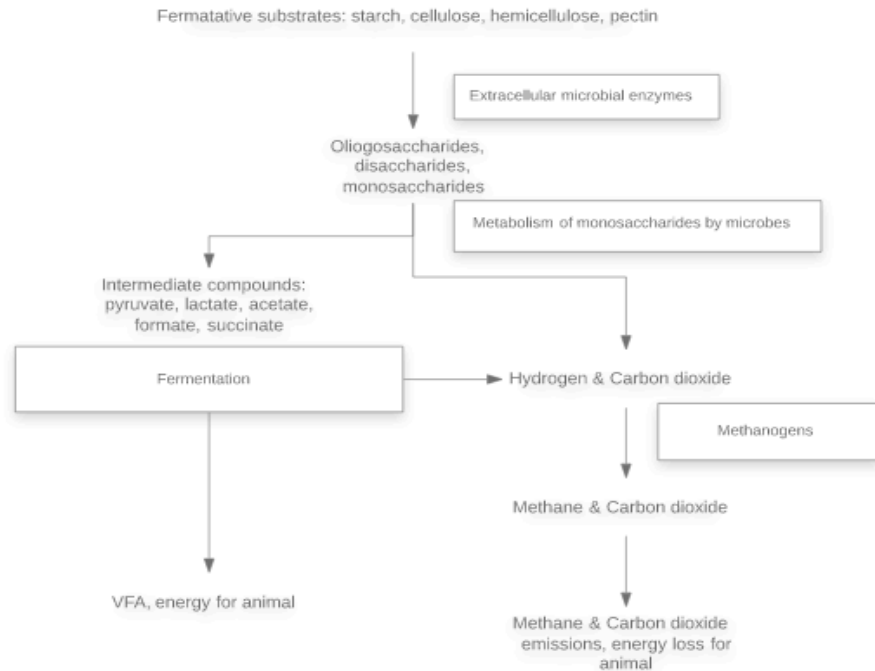 Fermatative substrates: starch, cellulose, hemicellulose, pectin
Extracellular microbial enzymes
Oliogosaccharides,
disaccharides,
monosaccharides
Metabolism of monosaccharides by microbes
Intermediate compounds:
pyruvate, lactate, acetate,
formate, succinate
Fermentation
Hydrogen & Carbon dioxide
Methanogens
Methane & Carbon dioxide
VFA, energy for animal
Methane & Carbon dioxide
emissions, energy loss for
animal